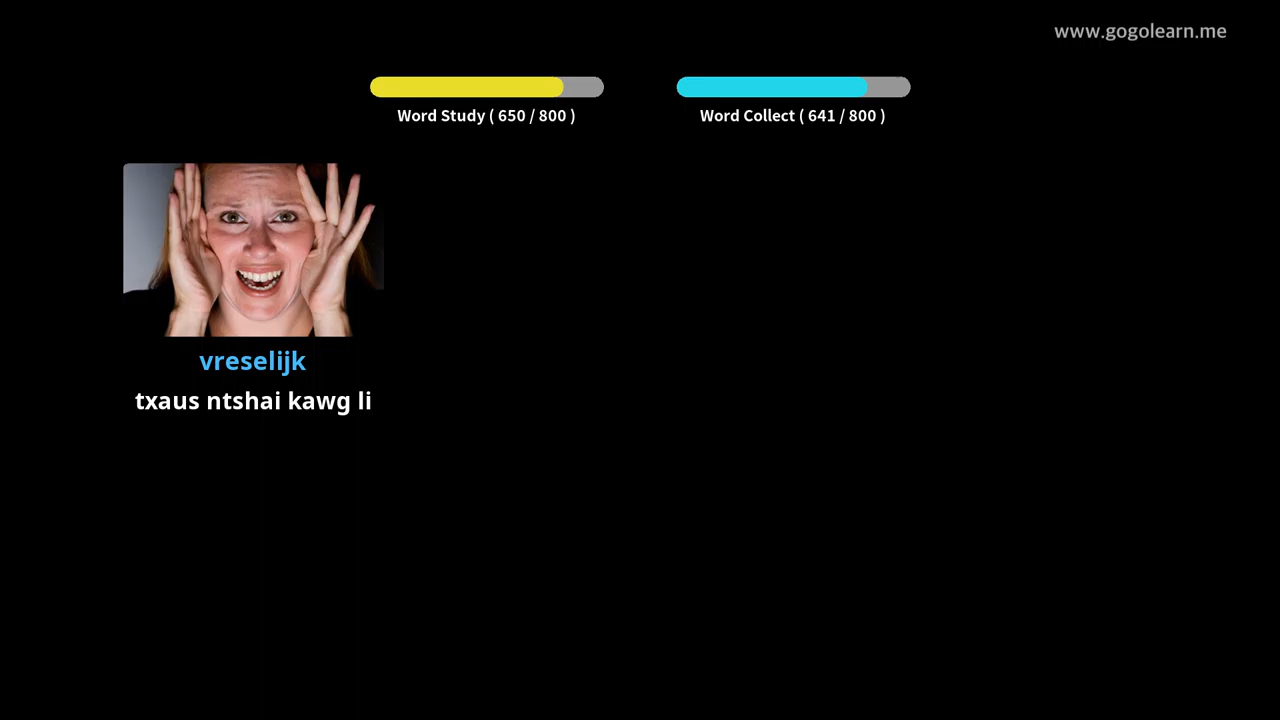 www.gogolearn.me
Word Study ( 650 / 800 )
Word Collect ( 641 / 800 )
vreselijk
txaus ntshai kawg li